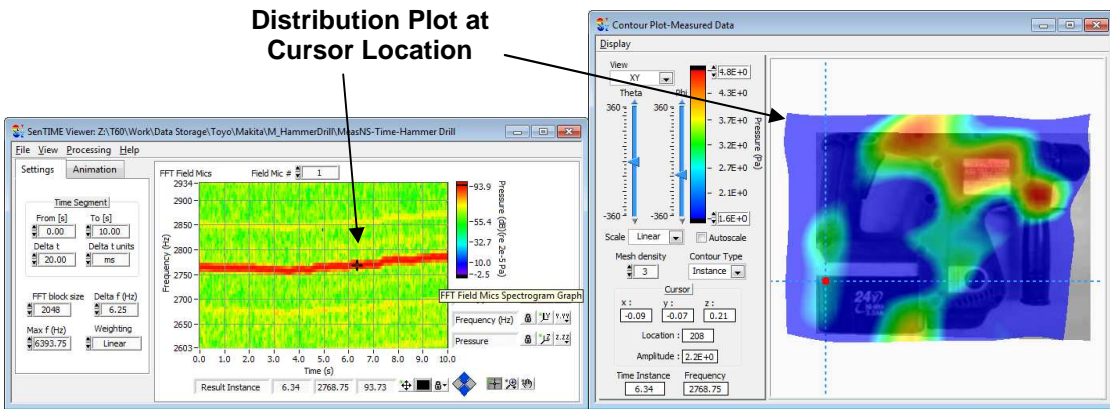 Distribution Plot at
Cursor Location
SenTIME Viewer: Z:\T60\Work\Data Storage\Toyo\Makita\M_HammerDrill\MeasNS-Time-Hammer Drill
File View Processing Help
Settings Animation
Time Segment
From [s] To [s]
0.00 10.00
Delta t Delta t units
20.00 ms
FFT block size Delta f (Hz)
2048 6.25
Max f (Hz) Weighting
6393.75 Linear
FFT Field Mics Field Mic # 1
Frequency (Hz)
2934
2900
2850
2800
2750
2700
2650
2603
0.0 1.0 2.0 3.0 4.0 5.0 6.0 7.0 8.0 9.0 10.0
Time (s)
93.9
55.4
32.7
10.0
-2.5
Pressure (dB)(re 2e-5 Pa)
FFT Field Mics Spectrogram Graph
Frequency (Hz)
Pressure
Result Instance 6.34 2768.75 93.73
Contour Plot-Measured Data
Display
View
XY
Theta Phi
360 360
-360 -360
4.8E+0
4.3E+0
3.7E+0
3.2E+0
2.7E+0
2.1E+0
1.6E+0
Pressure (Pa)
Scale Linear Autoscale
Mesh density Contour Type
3 Instance
Cursor
x : y : z :
-0.09 -0.07 0.21
Location : 208
Amplitude : 2.2E+0
Time Instance Frequency
6.34 2768.75
24V